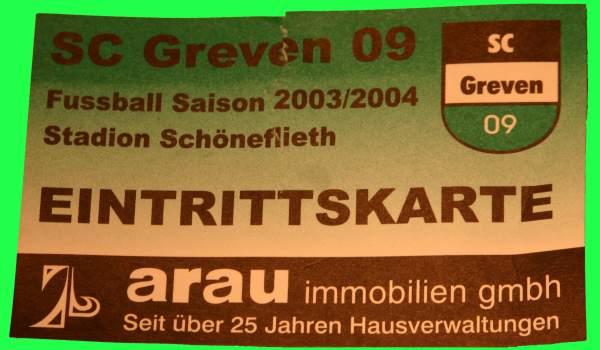 SC Greven 09
Fussball Saison 2003/2004
Stadion Schöneflieth
SC
Greven
09
EINTRITTSKARTE
arau immobilien gmbh
Seit über 25 Jahren Hausverwaltungen